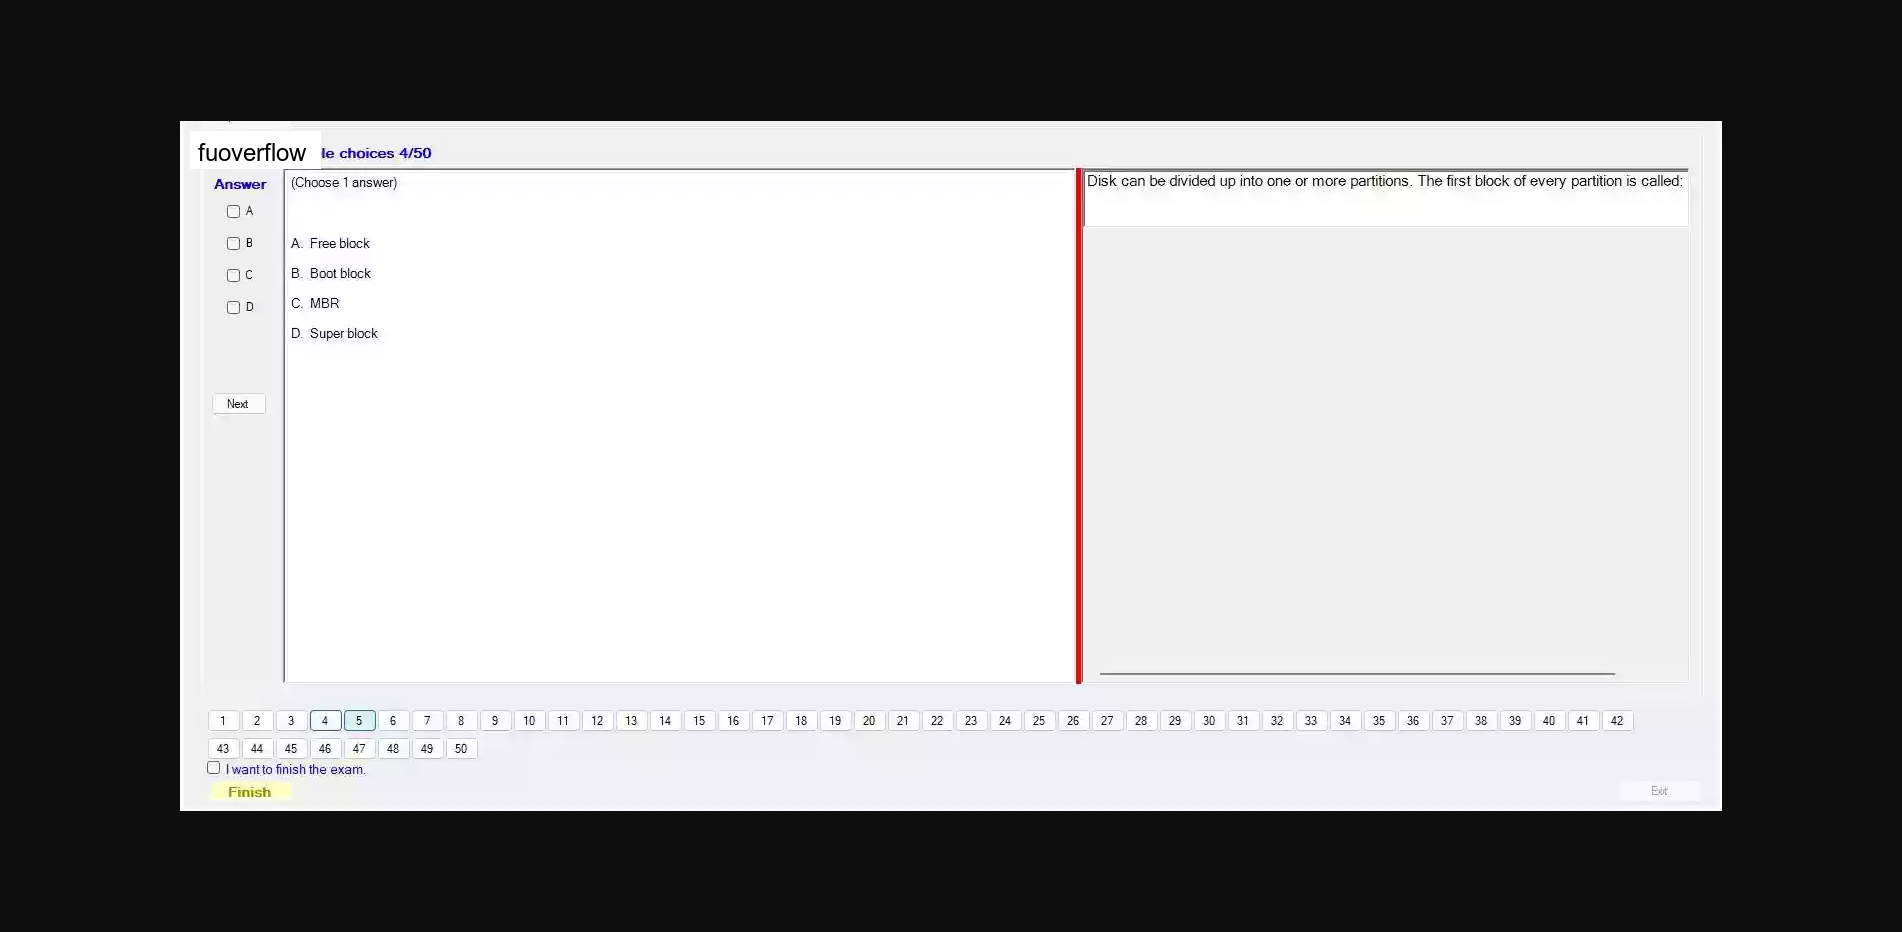 fuoverflow le choices 4/50
Answer
A
B
C
D
Next
(Choose 1 answer)
A. Free block
B. Boot block
C. MBR
D. Super block
Disk can be divided up into one or more partitions. The first block of every partition is called:
1 2 3 4 5 6 7 8 9 10 11 12 13 14 15 16 17 18 19 20 21 22 23 24 25 26 27 28 29 30 31 32 33 34 35 36 37 38 39 40 41 42
43 44 45 46 47 48 49 50
I want to finish the exam.
Finish
Exit